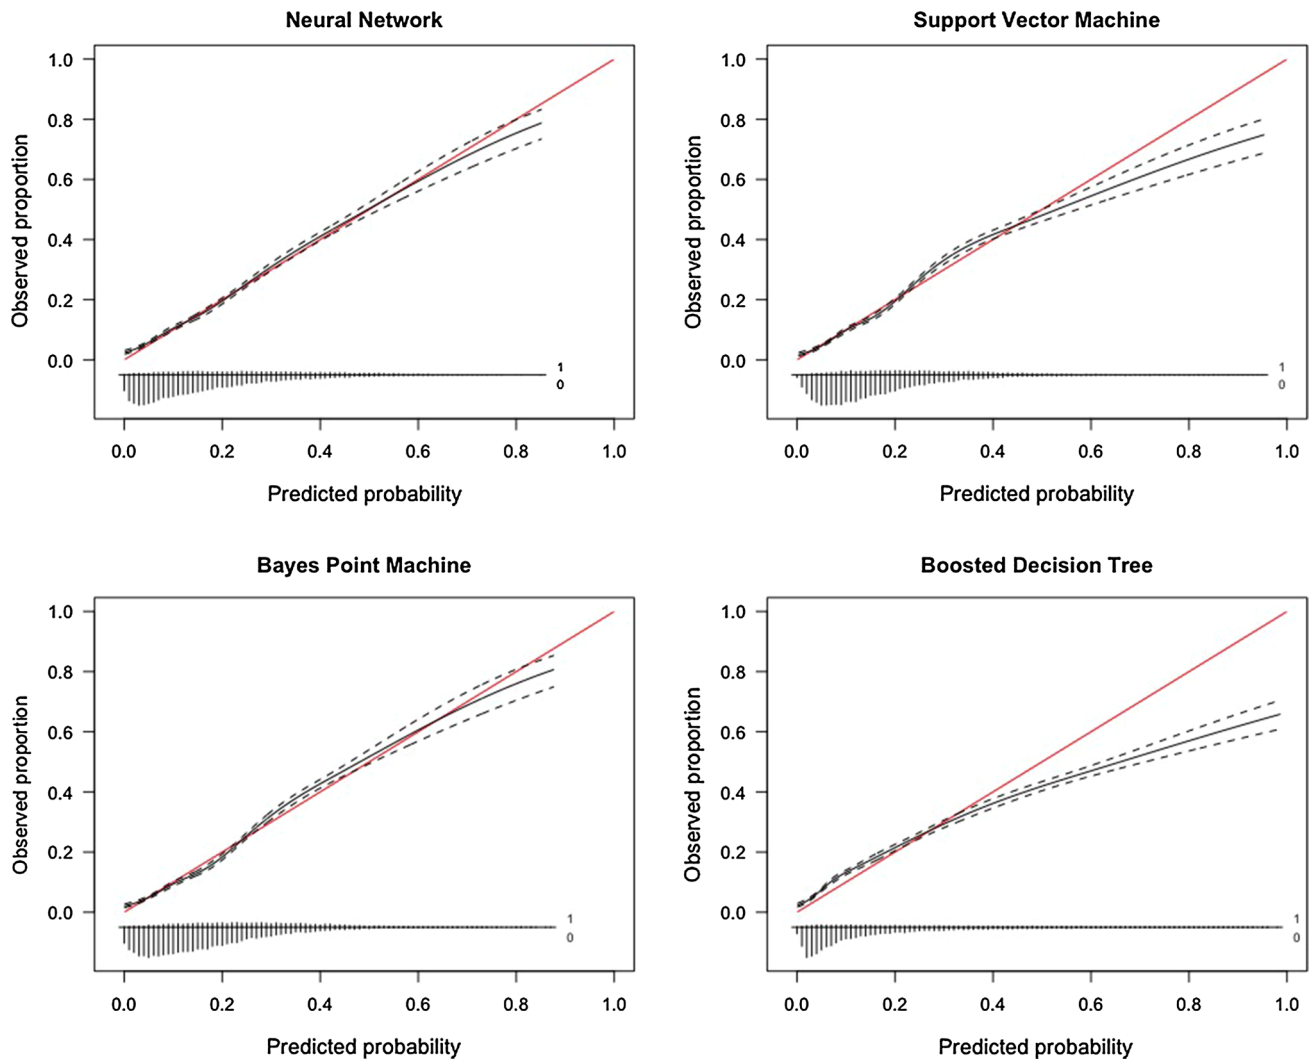 Neural Network
Observed proportion
1.0
0.8
0.6
0.4
0.2
0.0
1
0
0.0 0.2 0.4 0.6 0.8 1.0
Predicted probability
Support Vector Machine
Observed proportion
1.0
0.8
0.6
0.4
0.2
0.0
1
0
0.0 0.2 0.4 0.6 0.8 1.0
Predicted probability
Bayes Point Machine
Observed proportion
1.0
0.8
0.6
0.4
0.2
0.0
1
0
0.0 0.2 0.4 0.6 0.8 1.0
Predicted probability
Boosted Decision Tree
Observed proportion
1.0
0.8
0.6
0.4
0.2
0.0
1
0
0.0 0.2 0.4 0.6 0.8 1.0
Predicted probability